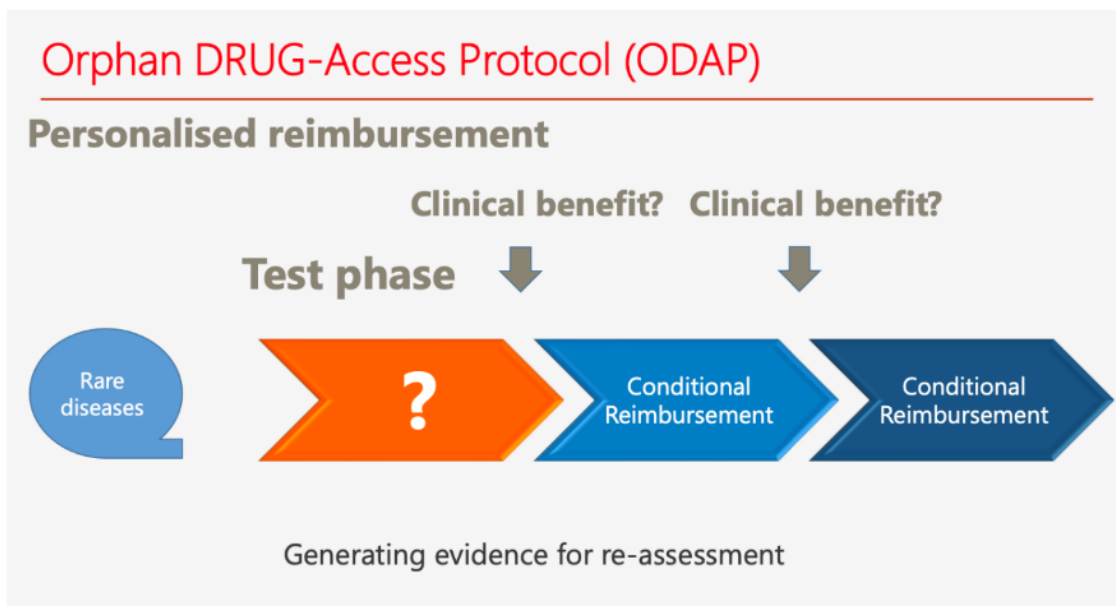 Orphan DRUG-Access Protocol (ODAP)
Personalised reimbursement
Clinical benefit? Clinical benefit?
Test phase
Rare
diseases
?
Conditional
Reimbursement
Conditional
Reimbursement
Generating evidence for re-assessment